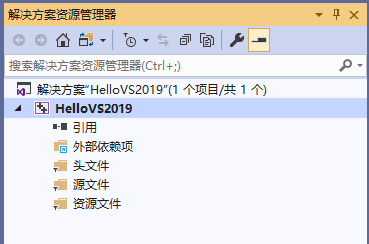 解决方案资源管理器
搜索解决方案资源管理器(Ctrl+;)
解决方案"HelloVS2019"(1 个项目/共 1 个)
HelloVS2019
引用
外部依赖项
头文件
源文件
资源文件